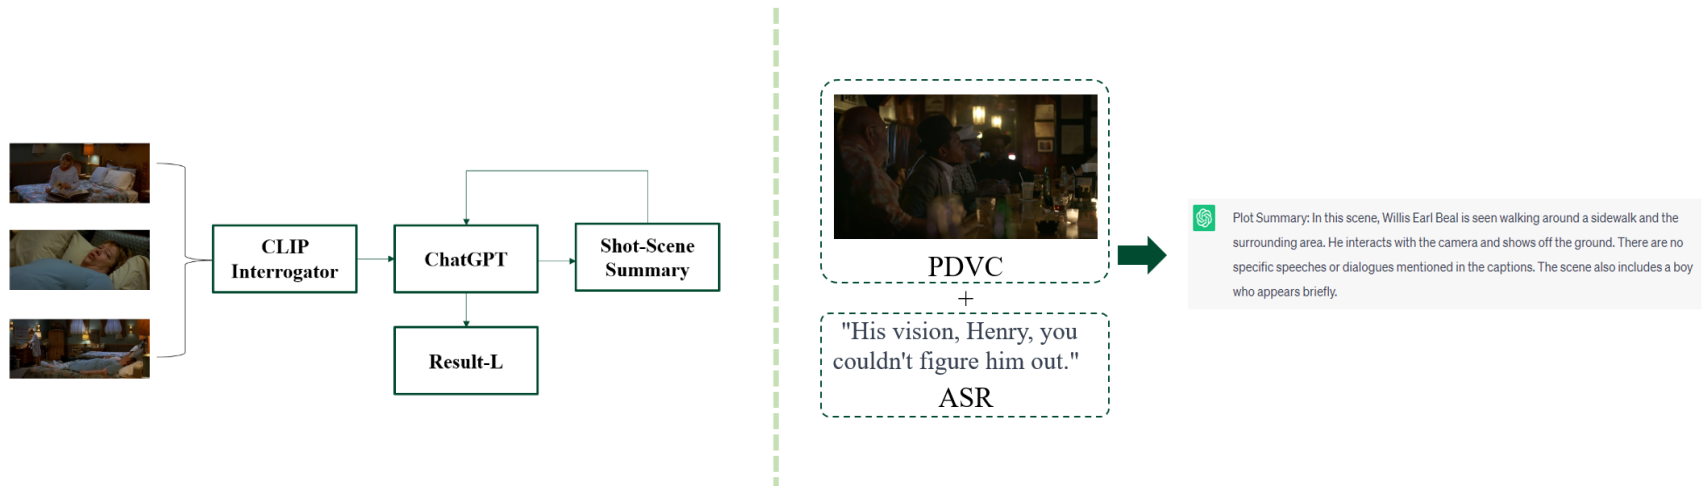 CLIP
Interrogator
ChatGPT
Shot-Scene
Summary
Result-L
PDVC
+
"His vision, Henry, you
couldn't figure him out."
ASR
Plot Summary: In this scene, Willis Earl Beal is seen walking around a sidewalk and the
surrounding area. He interacts with the camera and shows off the ground. There are no
specific speeches or dialogues mentioned in the captions. The scene also includes a boy
who appears briefly.